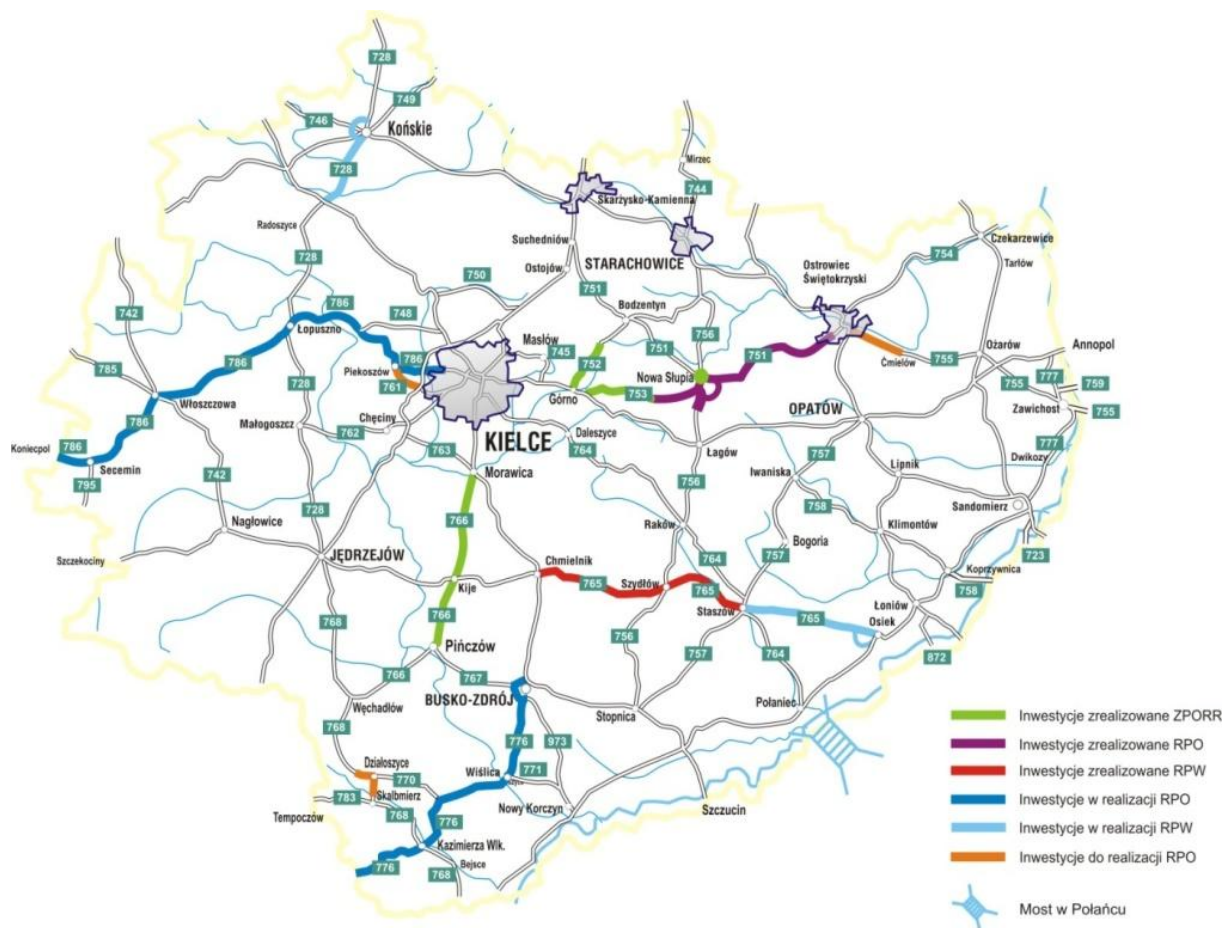 728
749
746
Końskie
728
Mirzec
744
Skarżysko-Kamienna
Radoszyce
Suchedniów
STARACHOWICE
Czekarzewice
754
Tarłów
Ostojów
728
750
751
Ostrowiec
Świętokrzyski
Bodzentyn
742
786
748
Łopuszno
Masłów
745
751
756
751
786
786
785
Piekoszów
761
752
Nowa Słupia
Ćmielów
755
Ożarów
Annopol
753
Górno
755
777
759
Zawichost
755
Włoszczowa
728
Chęciny
786
Małogoszcz
762
KIELCE
Daleszyce
764
OPATÓW
Koniecpol
786
Secemin
795
763
Morawica
Łagów
756
757
Iwaniska
Lipnik
777
Dwikozy
742
728
766
758
Sandomierz
Nagłowice
Raków
764
Klimontów
Szczekociny
JĘDRZEJÓW
Chmielnik
757
Bogoria
723
Koprzywnica
Kije
765
Szydłów
765
758
Staszów
765
Łoniów
Osiek
768
766
756
757
764
872
Pińczów
766
767
BUSKO-ZDRÓJ
Węchadłów
Stopnica
Połaniec
768
776
973
Działoszyce
770
Wiślica
771
783
Skalbmierz
Tempoczów
768
776
Nowy Korczyn
Szczucin
Kazimierza Wlk.
776
768
Bejsce
Inwestycje zrealizowane ZPORR
Inwestycje zrealizowane RPO
Inwestycje zrealizowane RPW
Inwestycje w realizacji RPO
Inwestycje w realizacji RPW
Inwestycje do realizacji RPO
Most w Połańcu